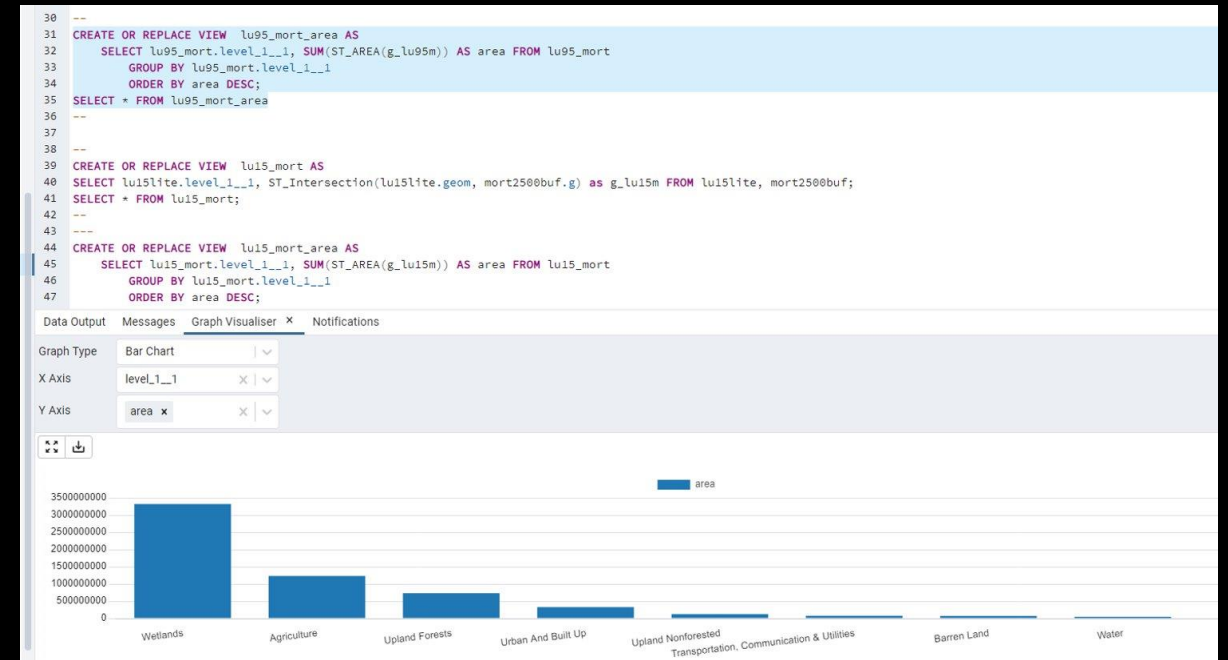 30 --
31 CREATE OR REPLACE VIEW lu95_mort_area AS
32 SELECT lu95_mort.level_1__1, SUM(ST_AREA(g_lu95m)) AS area FROM lu95_mort
33 GROUP BY lu95_mort.level_1__1
34 ORDER BY area DESC;
35 SELECT * FROM lu95_mort_area
36 --
37
38 --
39 CREATE OR REPLACE VIEW lu15_mort AS
40 SELECT lu15lite.level_1__1, ST_Intersection(lu15lite.geom, mort2500buf.g) as g_lu15m FROM lu15lite, mort2500buf;
41 SELECT * FROM lu15_mort;
42 --
43 ---
44 CREATE OR REPLACE VIEW lu15_mort_area AS
45 SELECT lu15_mort.level_1__1, SUM(ST_AREA(g_lu15m)) AS area FROM lu15_mort
46 GROUP BY lu15_mort.level_1__1
47 ORDER BY area DESC;
Data Output Messages Graph Visualiser × Notifications
Graph Type Bar Chart
X Axis level_1__1
Y Axis area ×
area
3500000000
3000000000
2500000000
2000000000
1500000000
1000000000
500000000
0
Wetlands
Agriculture
Upland Forests
Urban And Built Up
Upland Nonforested
Transportation, Communication & Utilities
Barren Land
Water